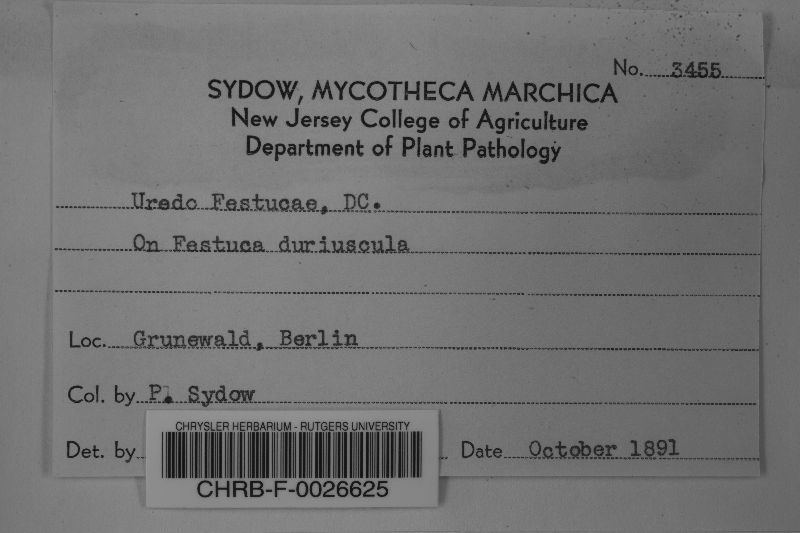 No. 3455
SYDOW, MYCOTHECA MARCHICA
New Jersey College of Agriculture
Department of Plant Pathology
Uredo Festucae, DC.
On Festuca duriuscula
Loc. Grunewald, Berlin
Col. by P. Sydow
Det. by
Date October 1891
CHRYSLER HERBARIUM - RUTGERS UNIVERSITY
CHRB-F-0026625